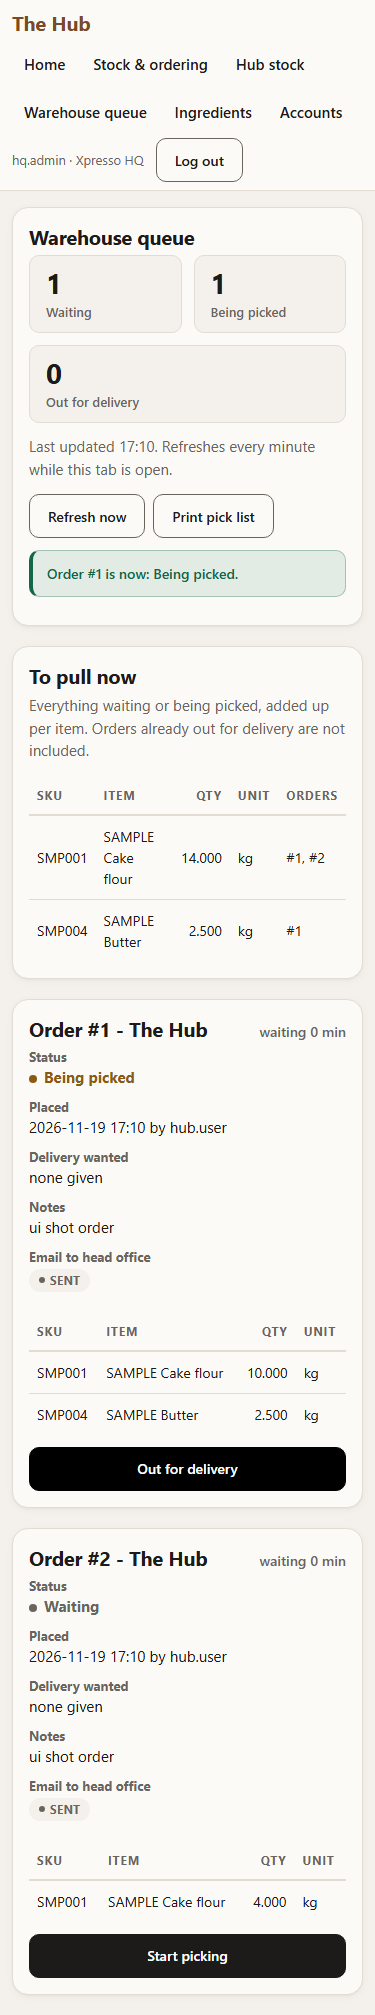 The Hub
Home Stock & ordering Hub stock
Warehouse queue Ingredients Accounts
hq.admin · Xpresso HQ Log out
Warehouse queue
1
Waiting
1
Being picked
0
Out for delivery
Last updated 17:10. Refreshes every minute
while this tab is open.
Refresh now Print pick list
Order #1 is now: Being picked.
To pull now
Everything waiting or being picked, added up
per item. Orders already out for delivery are not
included.
SKU ITEM QTY UNIT ORDERS
SMP001 SAMPLE Cake flour 14.000 kg #1, #2
SMP004 SAMPLE Butter 2.500 kg #1
Order #1 - The Hub waiting 0 min
Status
Being picked
Placed
2026-11-19 17:10 by hub.user
Delivery wanted
none given
Notes
ui shot order
Email to head office
SENT
SKU ITEM QTY UNIT
SMP001 SAMPLE Cake flour 10.000 kg
SMP004 SAMPLE Butter 2.500 kg
Out for delivery
Order #2 - The Hub waiting 0 min
Status
Waiting
Placed
2026-11-19 17:10 by hub.user
Delivery wanted
none given
Notes
ui shot order
Email to head office
SENT
SKU ITEM QTY UNIT
SMP001 SAMPLE Cake flour 4.000 kg
Start picking